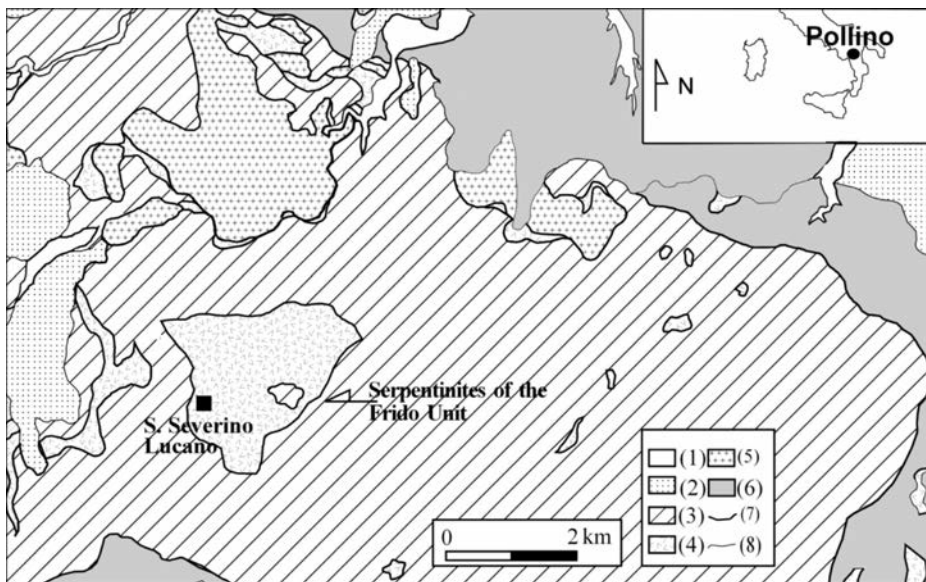 Pollino
N
Serpentinites of the
Frido Unit
S. Severino
Lucano
0 2 km
(1) (5)
(2) (6)
(3) (7)
(4) (8)